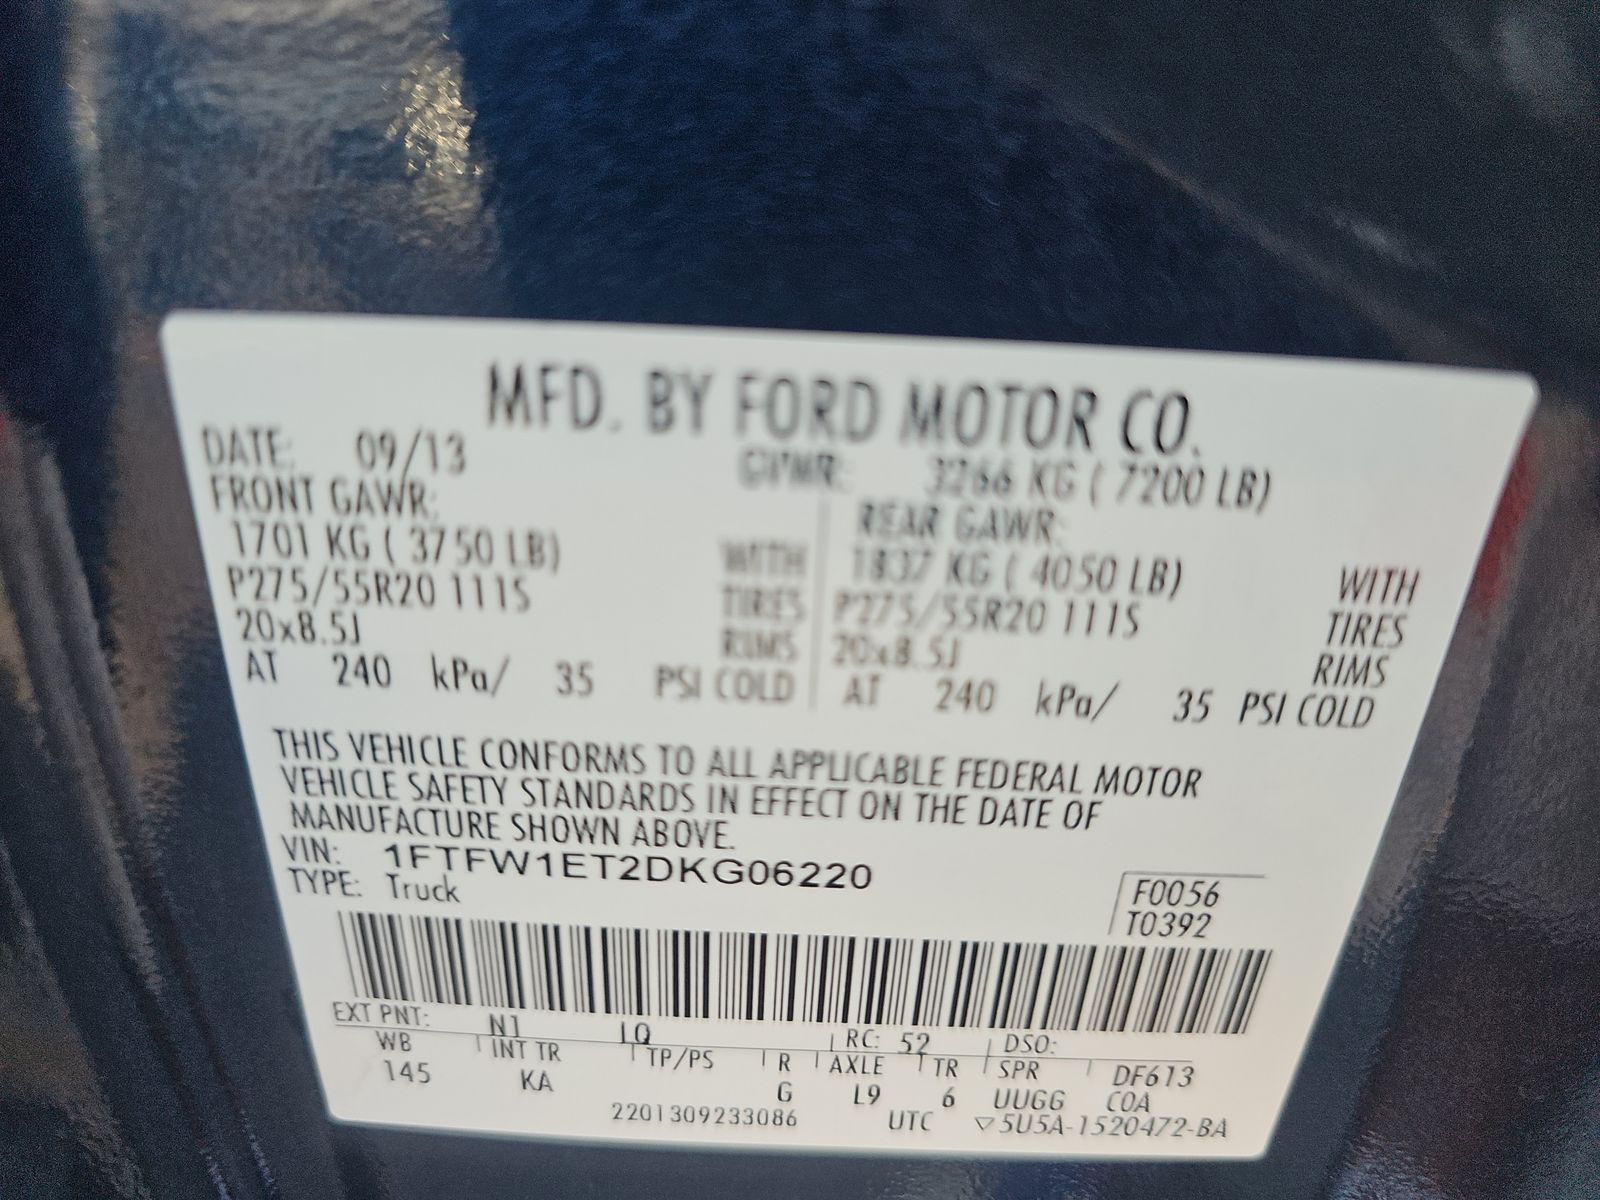 MFD. BY FORD MOTOR CO.
DATE: 09/13 GVWR: 3266 KG ( 7200 LB)
FRONT GAWR: REAR GAWR:
1701 KG ( 3750 LB) WITH 1837 KG ( 4050 LB) WITH
P275/55R20 111S TIRES P275/55R20 111S TIRES
20x8.5J RIMS 20x8.5J RIMS
AT 240 kPa/ 35 PSI COLD AT 240 kPa/ 35 PSI COLD
THIS VEHICLE CONFORMS TO ALL APPLICABLE FEDERAL MOTOR
VEHICLE SAFETY STANDARDS IN EFFECT ON THE DATE OF
MANUFACTURE SHOWN ABOVE.
VIN: 1FTFW1ET2DKG06220
TYPE: Truck F0056
T0392
EXT PNT: N1 LQ RC: 52 DSO:
WB INT TR TP/PS R AXLE TR SPR DF613
145 KA G L9 6 UUGG COA
2201309233086 UTC ▽5U5A-1520472-BA